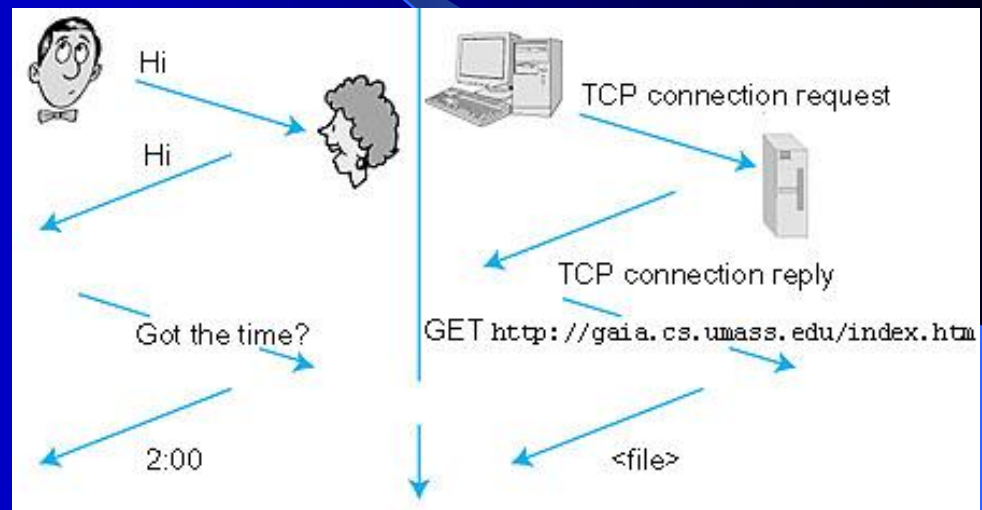 Hi
Hi
Got the time?
2:00
TCP connection request
TCP connection reply
GET http://gaia.cs.umass.edu/index.htm
<file>